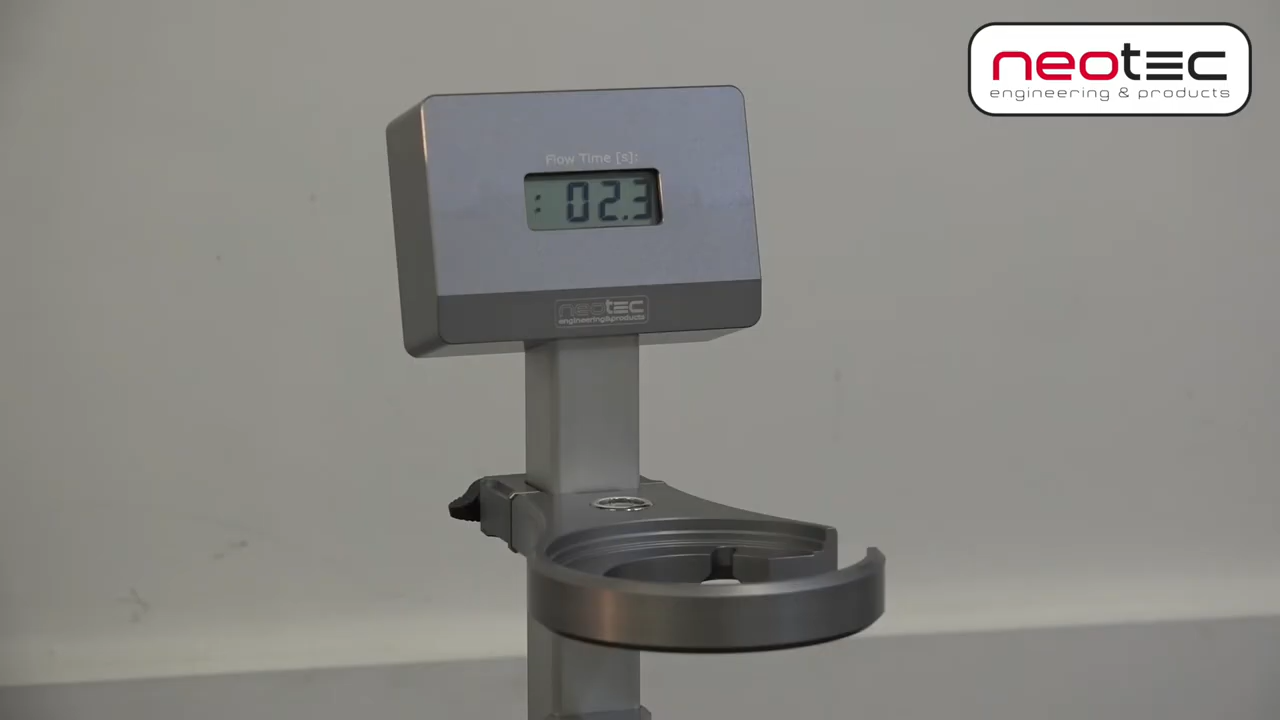 neotec
engineering & products
Flow Time [s]:
: 02.3
neotec
engineering&products